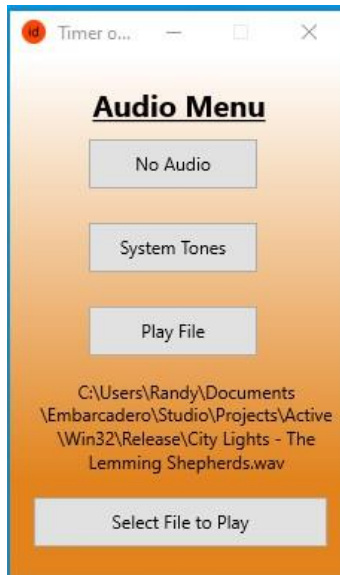 id Timer o...
Audio Menu
No Audio
System Tones
Play File
C:\Users\Randy\Documents
\Embarcadero\Studio\Projects\Active
\Win32\Release\City Lights - The
Lemming Shepherds.wav
Select File to Play